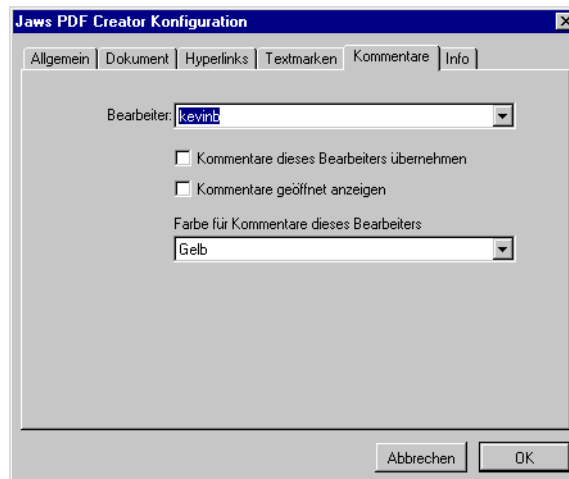 Jaws PDF Creator Konfiguration
Allgemein Dokument Hyperlinks Textmarken Kommentare Info
Bearbeiter: kevinb
Kommentare dieses Bearbeiters übernehmen
Kommentare geöffnet anzeigen
Farbe für Kommentare dieses Bearbeiters
Gelb
Abbrechen OK